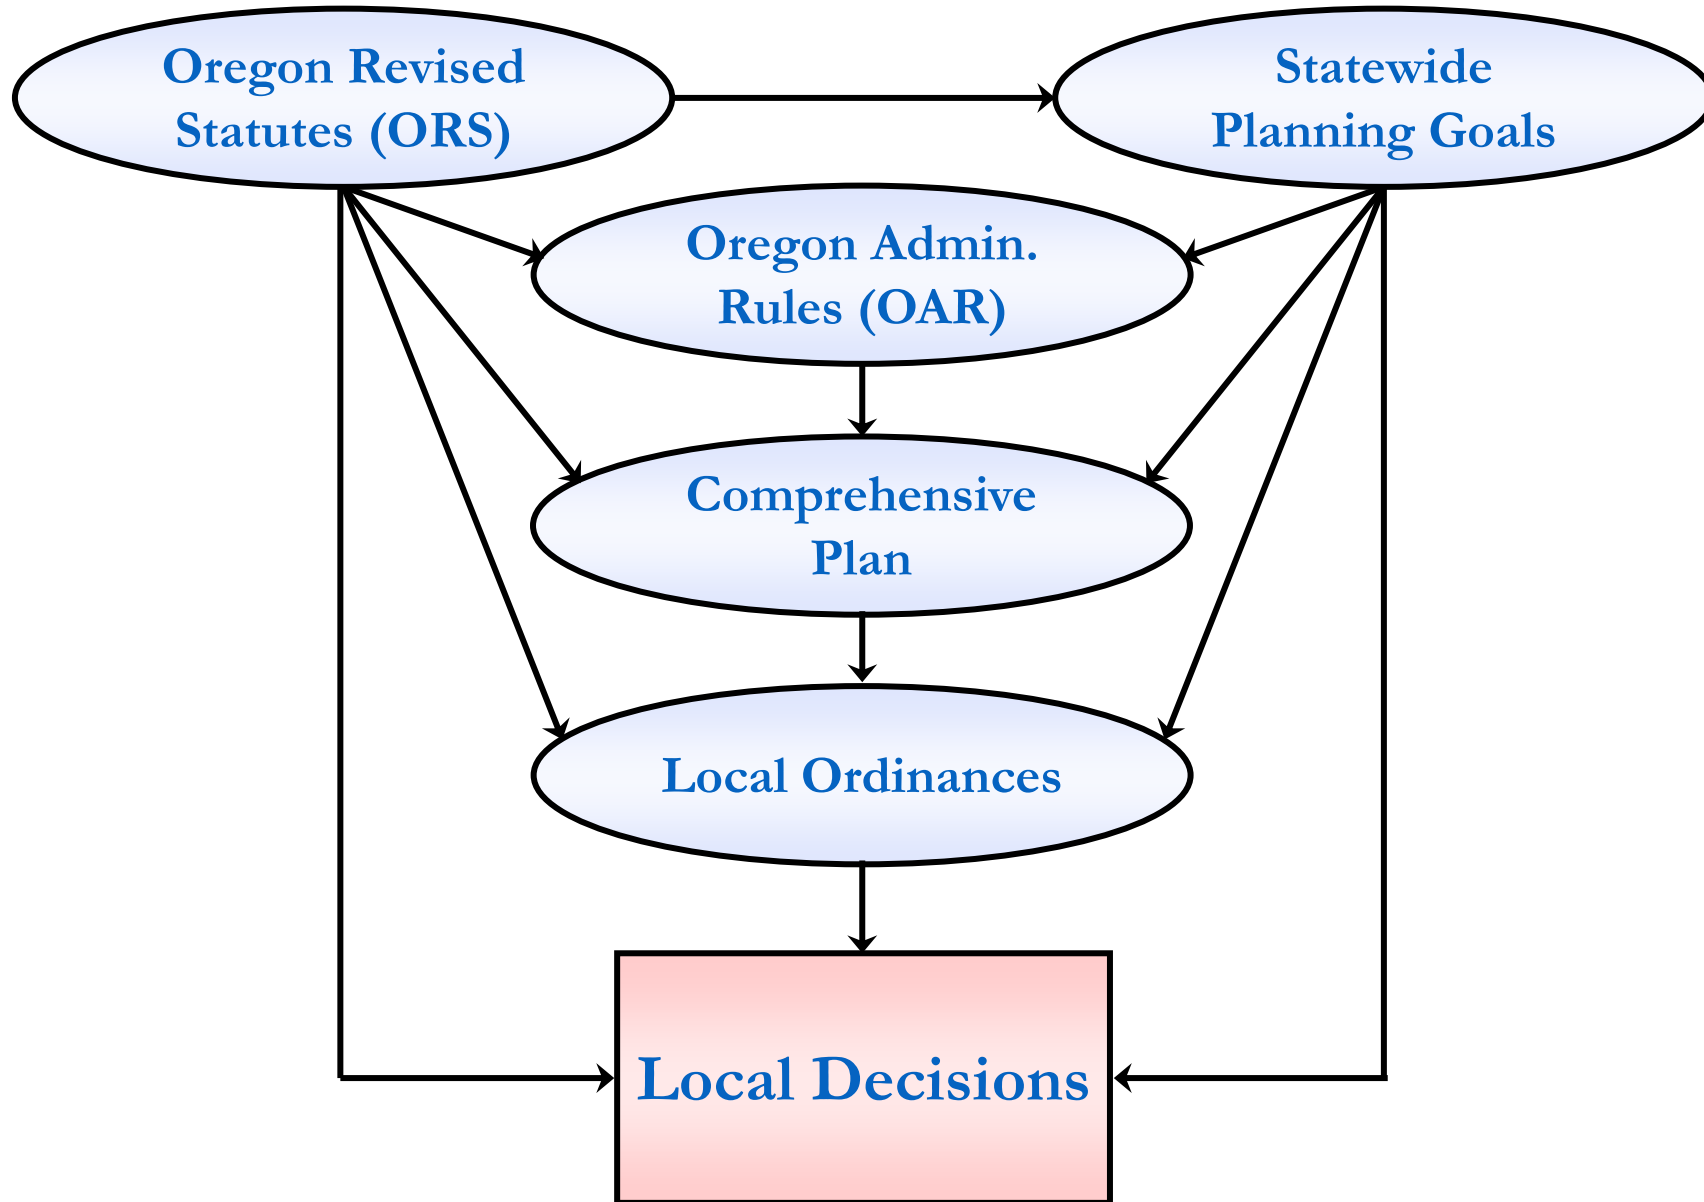 Oregon Revised
Statutes (ORS)
Statewide
Planning Goals
Oregon Admin.
Rules (OAR)
Comprehensive
Plan
Local Ordinances
Local Decisions